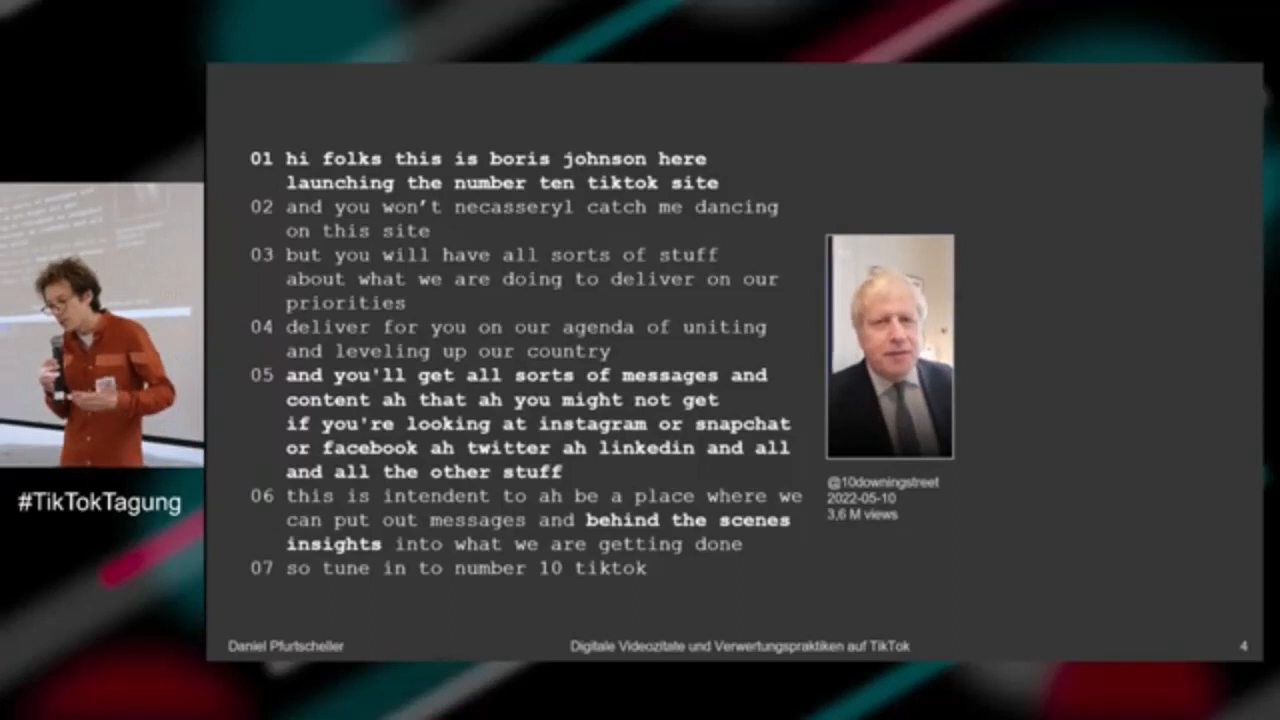 01 hi folks this is boris johnson here
launching the number ten tiktok site
02 and you won’t necasseryl catch me dancing
on this site
03 but you will have all sorts of stuff
about what we are doing to deliver on our
priorities
04 deliver for you on our agenda of uniting
and leveling up our country
05 and you'll get all sorts of messages and
content ah that ah you might not get
if you're looking at instagram or snapchat
or facebook ah twitter ah linkedin and all
and all the other stuff
06 this is intendent to ah be a place where we
can put out messages and behind the scenes
insights into what we are getting done
07 so tune in to number 10 tiktok
@10downingstreet
2022-05-10
3,6 M views
#TikTokTagung
Daniel Pfurtscheller
Digitale Videozitate und Verwertungspraktiken auf TikTok
4